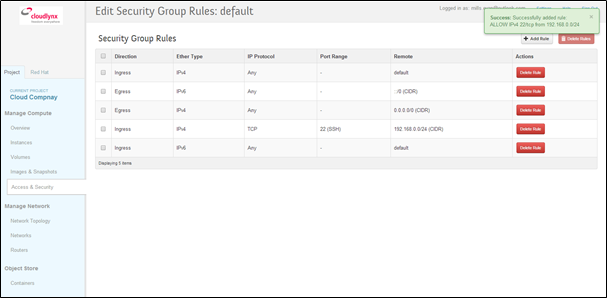 cloudlynx
Edit Security Group Rules: default
Logged in as: mills
Success: Successfully added rule:
ALLOW IPv4 22/tcp from 192.168.0.0/24
Security Group Rules
+ Add Rule
Delete Rules
Direction Ether Type IP Protocol Port Range Remote Actions
Ingress IPv4 Any - default Delete Rule
Egress IPv6 Any - ::/0 (CIDR) Delete Rule
Egress IPv4 Any - 0.0.0.0/0 (CIDR) Delete Rule
Ingress IPv4 TCP 22 (SSH) 192.168.0.0/24 (CIDR) Delete Rule
Ingress IPv6 Any - default Delete Rule
Displaying 5 items
Project Red Hat
CURRENT PROJECT
Cloud Compnay
Manage Compute
Overview
Instances
Volumes
Images & Snapshots
Access & Security
Manage Network
Network Topology
Networks
Routers
Object Store
Containers